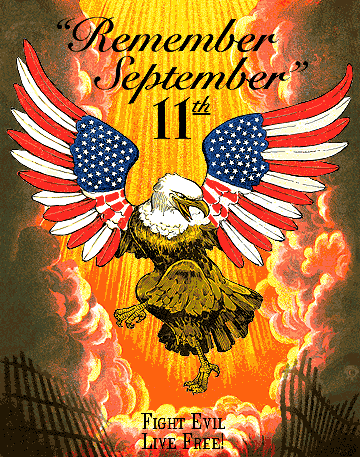 “Remember
September”
11th
Fight Evil
Live Free!